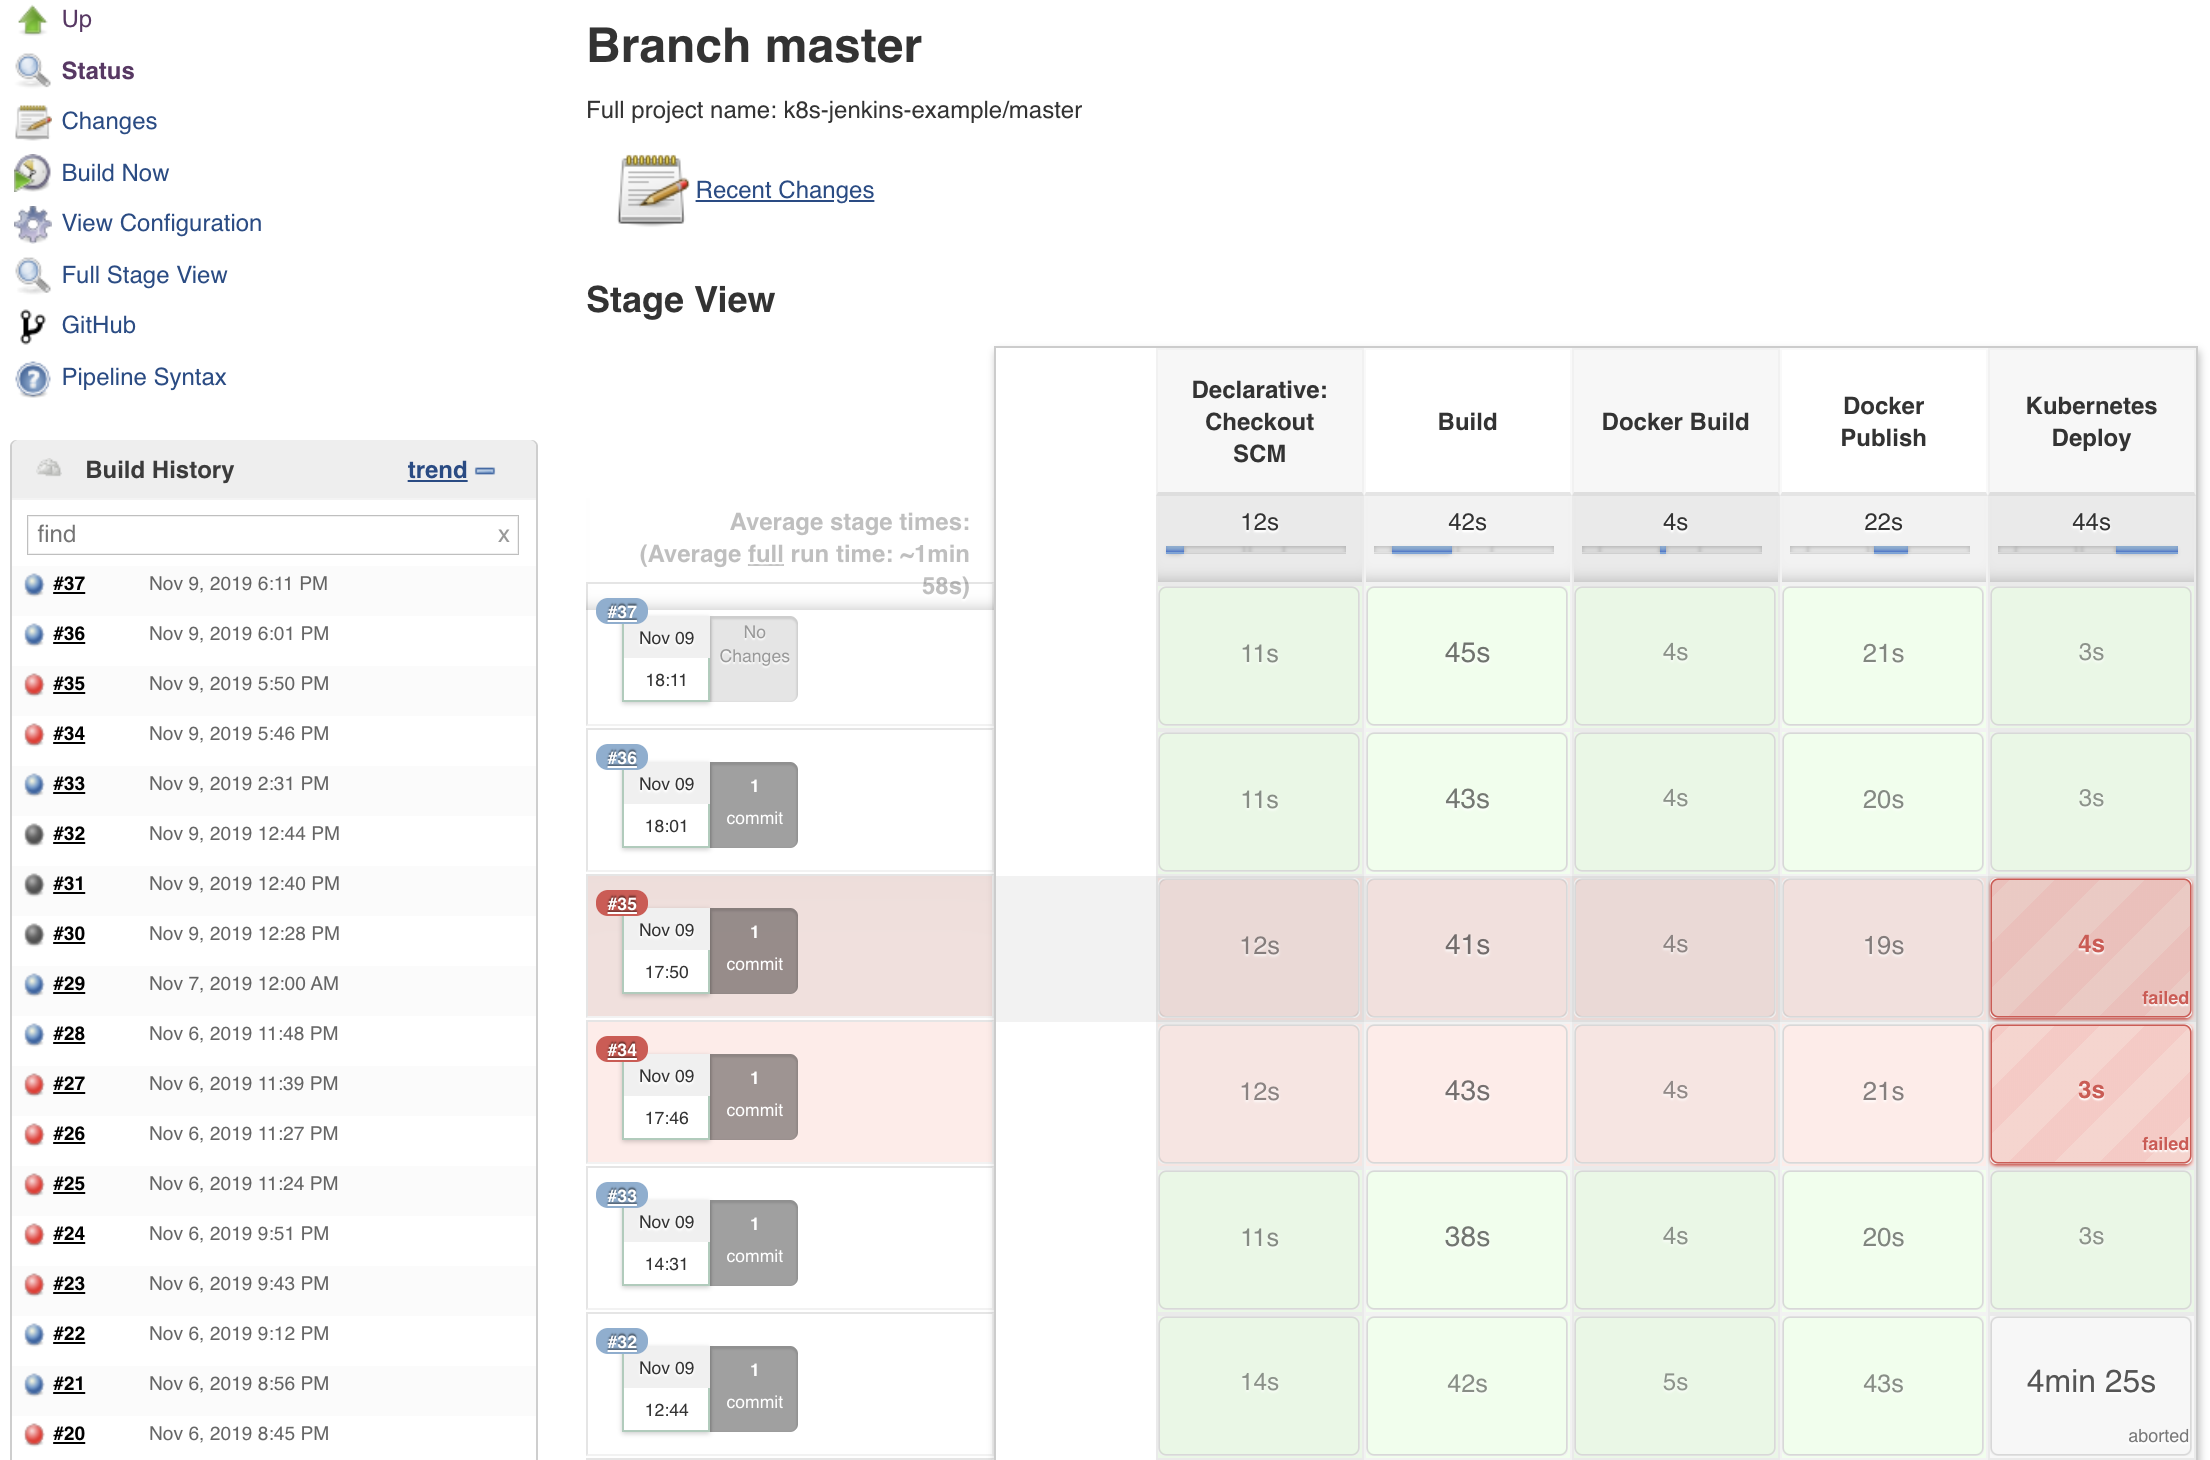 Up
Status
Changes
Build Now
View Configuration
Full Stage View
GitHub
Pipeline Syntax
Build History
trend
find
x
#37 Nov 9, 2019 6:11 PM
#36 Nov 9, 2019 6:01 PM
#35 Nov 9, 2019 5:50 PM
#34 Nov 9, 2019 5:46 PM
#33 Nov 9, 2019 2:31 PM
#32 Nov 9, 2019 12:44 PM
#31 Nov 9, 2019 12:40 PM
#30 Nov 9, 2019 12:28 PM
#29 Nov 7, 2019 12:00 AM
#28 Nov 6, 2019 11:48 PM
#27 Nov 6, 2019 11:39 PM
#26 Nov 6, 2019 11:27 PM
#25 Nov 6, 2019 11:24 PM
#24 Nov 6, 2019 9:51 PM
#23 Nov 6, 2019 9:43 PM
#22 Nov 6, 2019 9:12 PM
#21 Nov 6, 2019 8:56 PM
#20 Nov 6, 2019 8:45 PM
Branch master
Full project name: k8s-jenkins-example/master
Recent Changes
Stage View
Declarative:
Checkout
SCM
Build
Docker Build
Docker
Publish
Kubernetes
Deploy
Average stage times:
(Average full run time: ~1min
58s)
12s 42s 4s 22s 44s
#37
Nov 09
18:11
No
Changes
11s 45s 4s 21s 3s
#36
Nov 09
18:01
1
commit
11s 43s 4s 20s 3s
#35
Nov 09
17:50
1
commit
12s 41s 4s 19s 4s
failed
#34
Nov 09
17:46
1
commit
12s 43s 4s 21s 3s
failed
#33
Nov 09
14:31
1
commit
11s 38s 4s 20s 3s
#32
Nov 09
12:44
1
commit
14s 42s 5s 43s 4min 25s
aborted